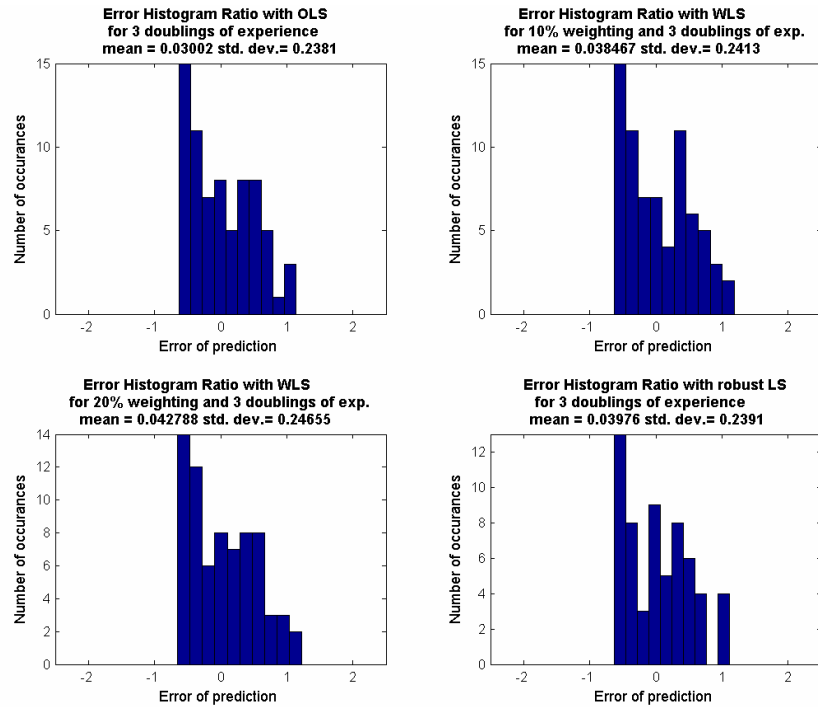 Error Histogram Ratio with OLS
for 3 doublings of experience
mean = 0.03002 std. dev.= 0.2381
15
10
5
0
Number of occurances
-2 -1 0 1 2
Error of prediction
Error Histogram Ratio with WLS
for 10% weighting and 3 doublings of exp.
mean = 0.038467 std. dev.= 0.2413
15
10
5
0
Number of occurances
-2 -1 0 1 2
Error of prediction
Error Histogram Ratio with WLS
for 20% weighting and 3 doublings of exp.
mean = 0.042788 std. dev.= 0.24655
14
12
10
8
6
4
2
0
Number of occurances
-2 -1 0 1 2
Error of prediction
Error Histogram Ratio with robust LS
for 3 doublings of experience
mean = 0.03976 std. dev.= 0.2391
12
10
8
6
4
2
0
Number of occurances
-2 -1 0 1 2
Error of prediction